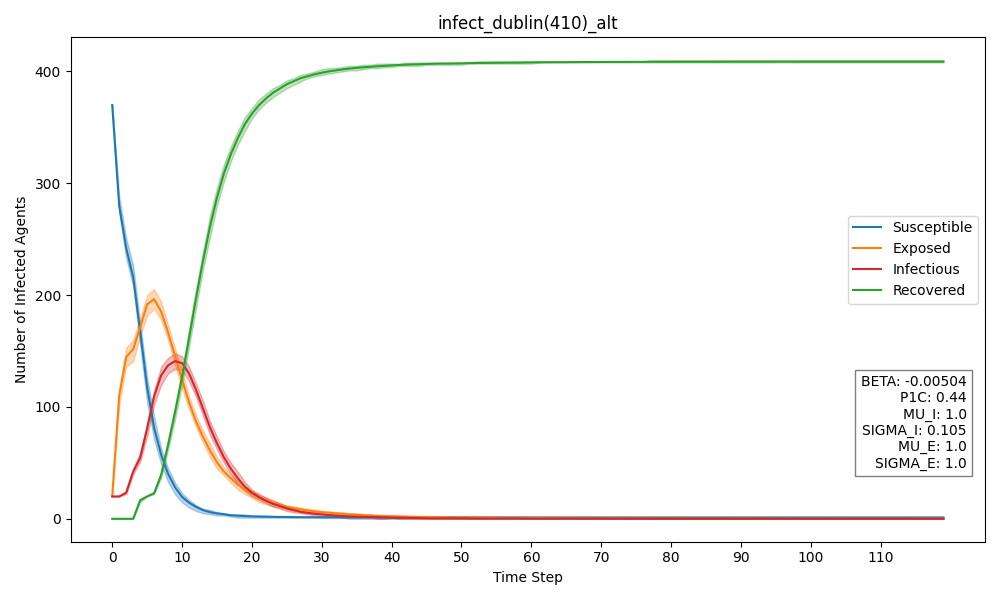 infect_dublin(410)_alt
Number of Infected Agents
400
300
200
100
0
Susceptible
Exposed
Infectious
Recovered
BETA: -0.00504
P1C: 0.44
MU_I: 1.0
SIGMA_I: 0.105
MU_E: 1.0
SIGMA_E: 1.0
0 10 20 30 40 50 60 70 80 90 100 110
Time Step